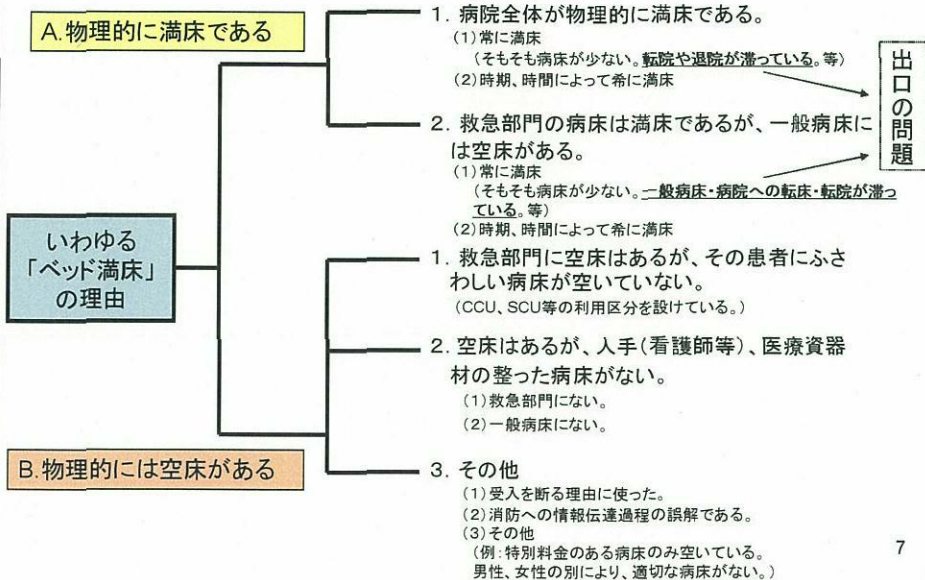 A.物理的に満床である
1. 病院全体が物理的に満床である。
(1)常に満床
(そもそも病床が少ない。転院や退院が滞っている。等)
(2)時期、時間によって希に満床
2. 救急部門の病床は満床であるが、一般病床に
は空床がある。
(1)常に満床
(そもそも病床が少ない。一般病床・病院への転床・転院が滞っ
ている。等)
(2)時期、時間によって希に満床
出口の問題
いわゆる
「ベッド満床」
の理由
B.物理的には空床がある
1. 救急部門に空床はあるが、その患者にふさ
わしい病床が空いていない。
(CCU、SCU等の利用区分を設けている。)
2. 空床はあるが、人手(看護師等)、医療資器
材の整った病床がない。
(1)救急部門にない。
(2)一般病床にない。
3. その他
(1)受入を断る理由に使った。
(2)消防への情報伝達過程の誤解である。
(3)その他
(例:特別料金のある病床のみ空いている。
男性、女性の別により、適切な病床がない。)
7